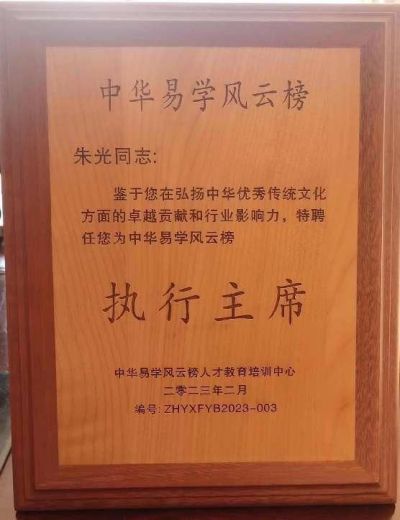 中华易学风云榜
朱光同志:
鉴于您在弘扬中华优秀传统文化
方面的卓越贡献和行业影响力，特聘
任您为中华易学风云榜
执行主席
中华易学风云榜人才教育培训中心
二零二三年二月
编号: ZHYXFYB2023-003